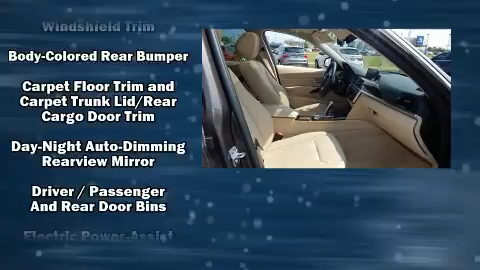 Windshield Trim
Body-Colored Rear Bumper
Carpet Floor Trim and
Carpet Trunk Lid/Rear
Cargo Door Trim
Day-Night Auto-Dimming
Rearview Mirror
Driver / Passenger
And Rear Door Bins
Electric Power-Assist